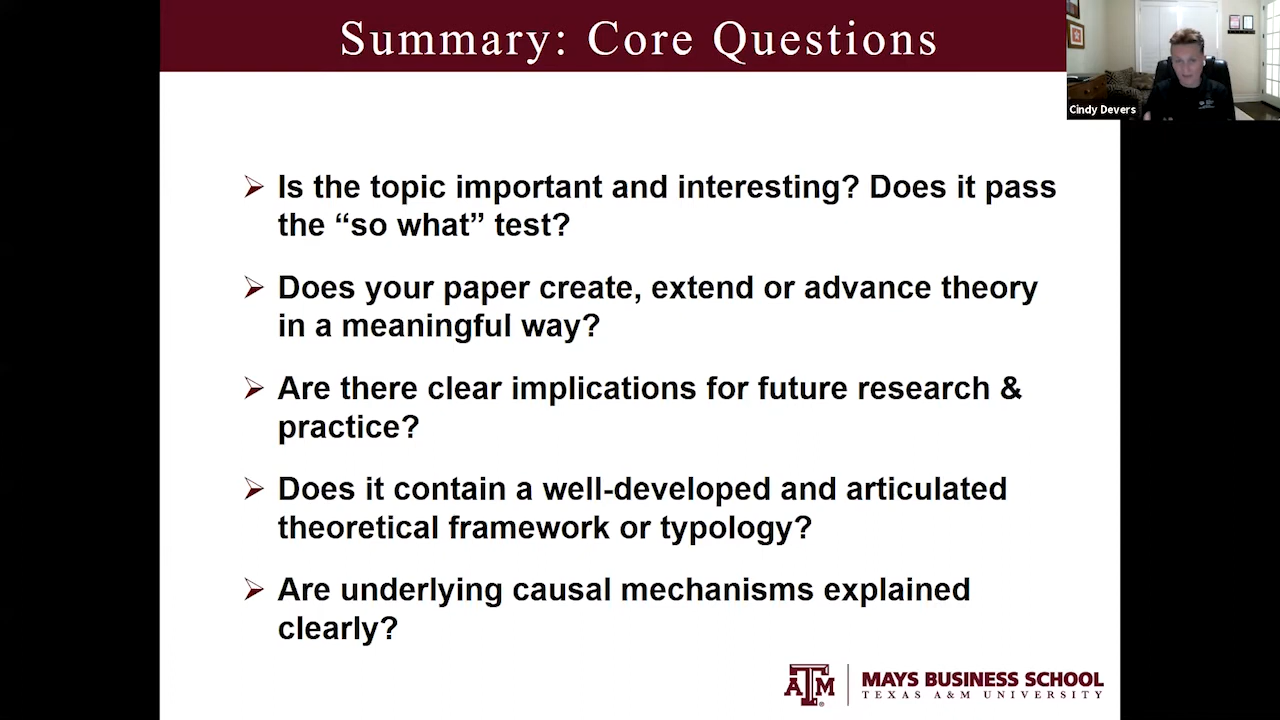 Summary: Core Questions
Cindy Devers
➢ Is the topic important and interesting? Does it pass
the “so what” test?
➢ Does your paper create, extend or advance theory
in a meaningful way?
➢ Are there clear implications for future research &
practice?
➢ Does it contain a well-developed and articulated
theoretical framework or typology?
➢ Are underlying causal mechanisms explained
clearly?
ATM
MAYS BUSINESS SCHOOL
TEXAS A&M UNIVERSITY